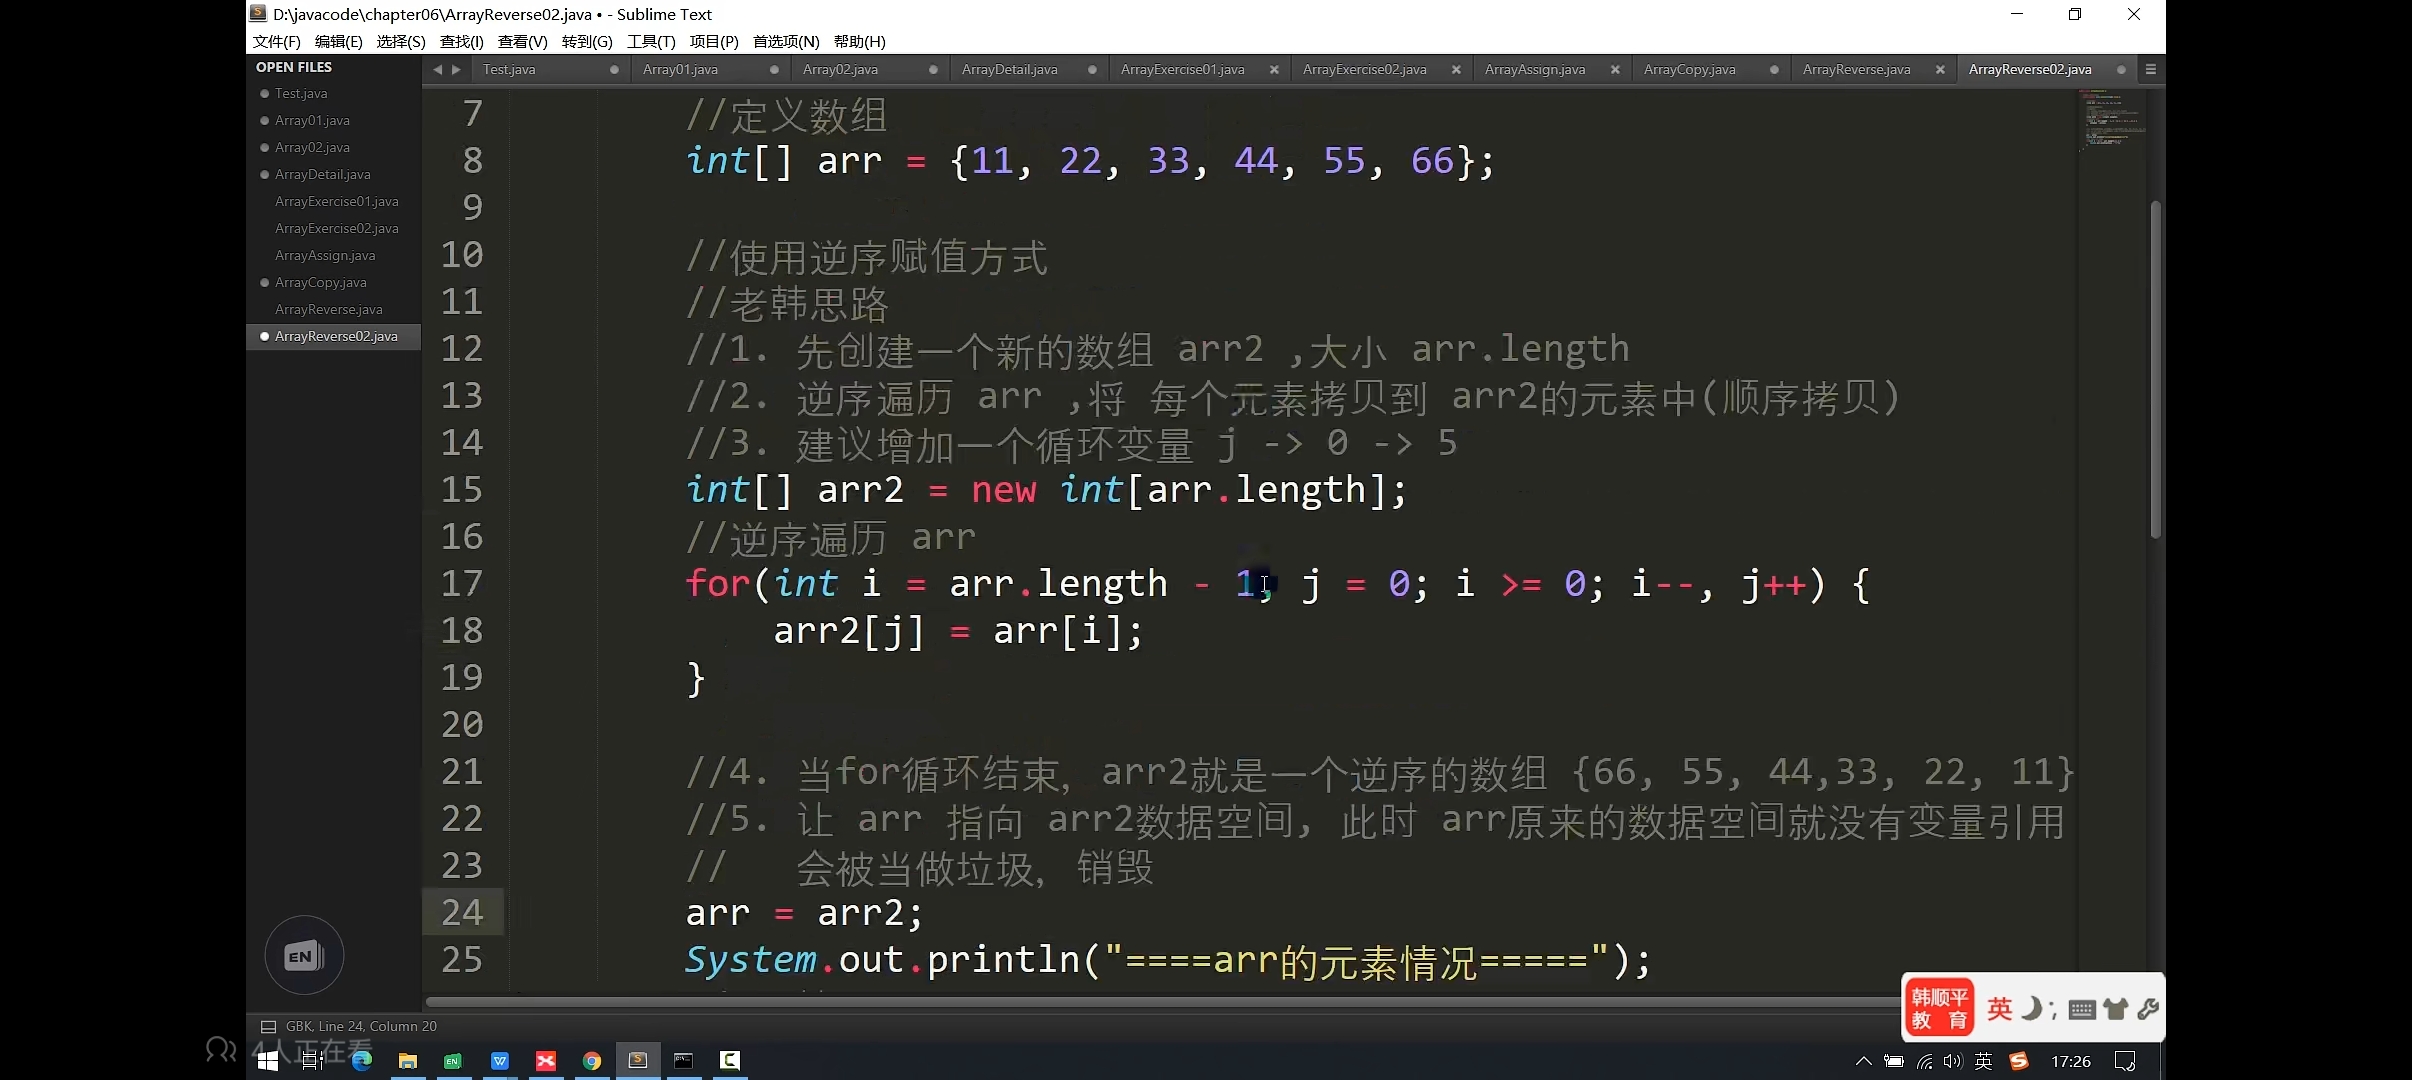 D:\javacode\chapter06\ArrayReverse02.java • - Sublime Text
文件(F) 编辑(E) 选择(S) 查找(I) 查看(V) 转到(G) 工具(T) 项目(P) 首选项(N) 帮助(H)
OPEN FILES
Test.java
Array01.java
Array02.java
ArrayDetail.java
ArrayExercise01.java
ArrayExercise02.java
ArrayAssign.java
ArrayCopy.java
ArrayReverse.java
ArrayReverse02.java
Test.java Array01.java Array02.java ArrayDetail.java ArrayExercise01.java ArrayExercise02.java ArrayAssign.java ArrayCopy.java ArrayReverse.java ArrayReverse02.java
7 //定义数组
8 int[] arr = {11, 22, 33, 44, 55, 66};
9
10 //使用逆序赋值方式
11 //老韩思路
12 //1. 先创建一个新的数组 arr2 ,大小 arr.length
13 //2. 逆序遍历 arr ,将 每个元素拷贝到 arr2的元素中(顺序拷贝)
14 //3. 建议增加一个循环变量 j -> 0 -> 5
15 int[] arr2 = new int[arr.length];
16 //逆序遍历 arr
17 for(int i = arr.length - 1, j = 0; i >= 0; i--, j++) {
18 arr2[j] = arr[i];
19 }
20
21 //4. 当for循环结束, arr2就是一个逆序的数组 {66, 55, 44,33, 22, 11}
22 //5. 让 arr 指向 arr2数据空间, 此时 arr原来的数据空间就没有变量引用
23 // 会被当做垃圾, 销毁
24 arr = arr2;
25 System.out.println("====arr的元素情况=====");
EN
韩顺平
教 育
英
GBK, Line 24, Column 20
4人正在看
英
17:26